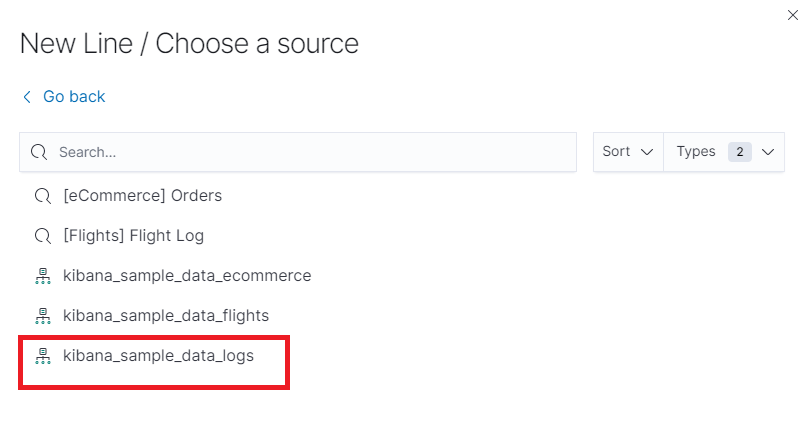 New Line / Choose a source
Go back
Search...
Sort
Types 2
[eCommerce] Orders
[Flights] Flight Log
kibana_sample_data_ecommerce
kibana_sample_data_flights
kibana_sample_data_logs